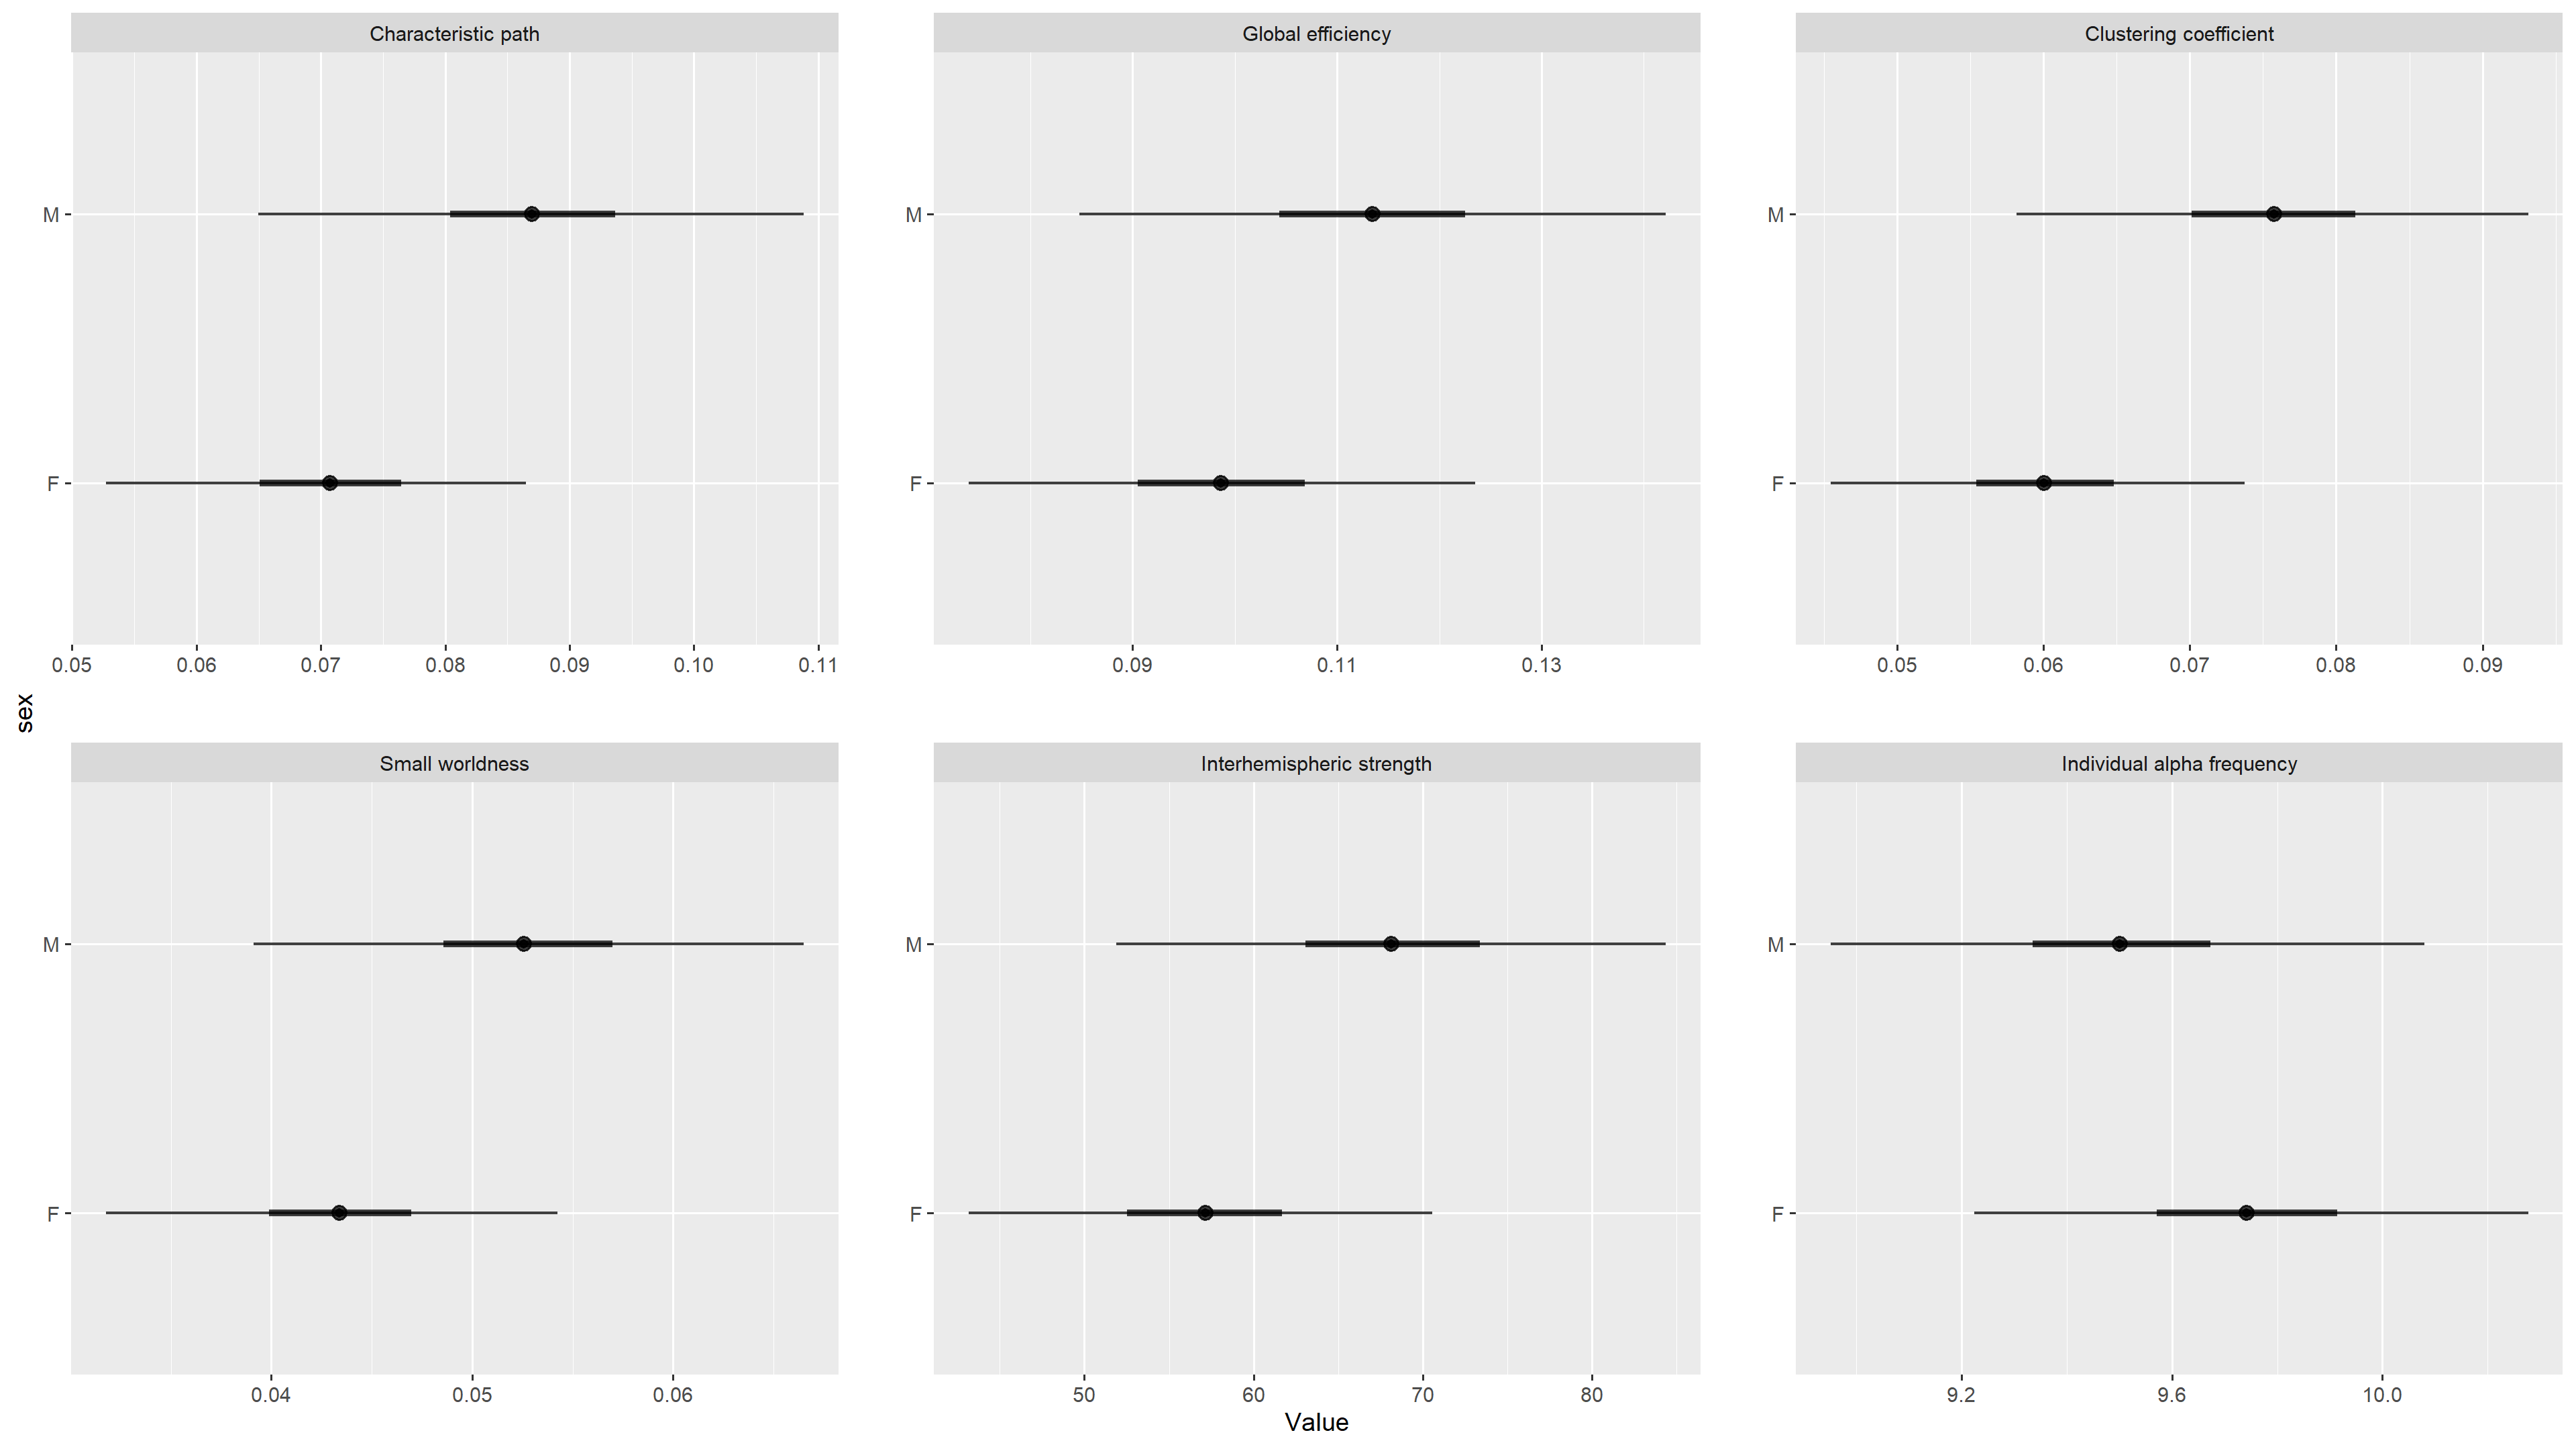 Characteristic path
Global efficiency
Clustering coefficient
M
M
M
F
F
F
0.05 0.06 0.07 0.08 0.09 0.10 0.11
0.09 0.11 0.13
0.05 0.06 0.07 0.08 0.09
sex
Small worldness
Interhemispheric strength
Individual alpha frequency
M
M
M
F
F
F
0.04 0.05 0.06
50 60 70 80
9.2 9.6 10.0
Value